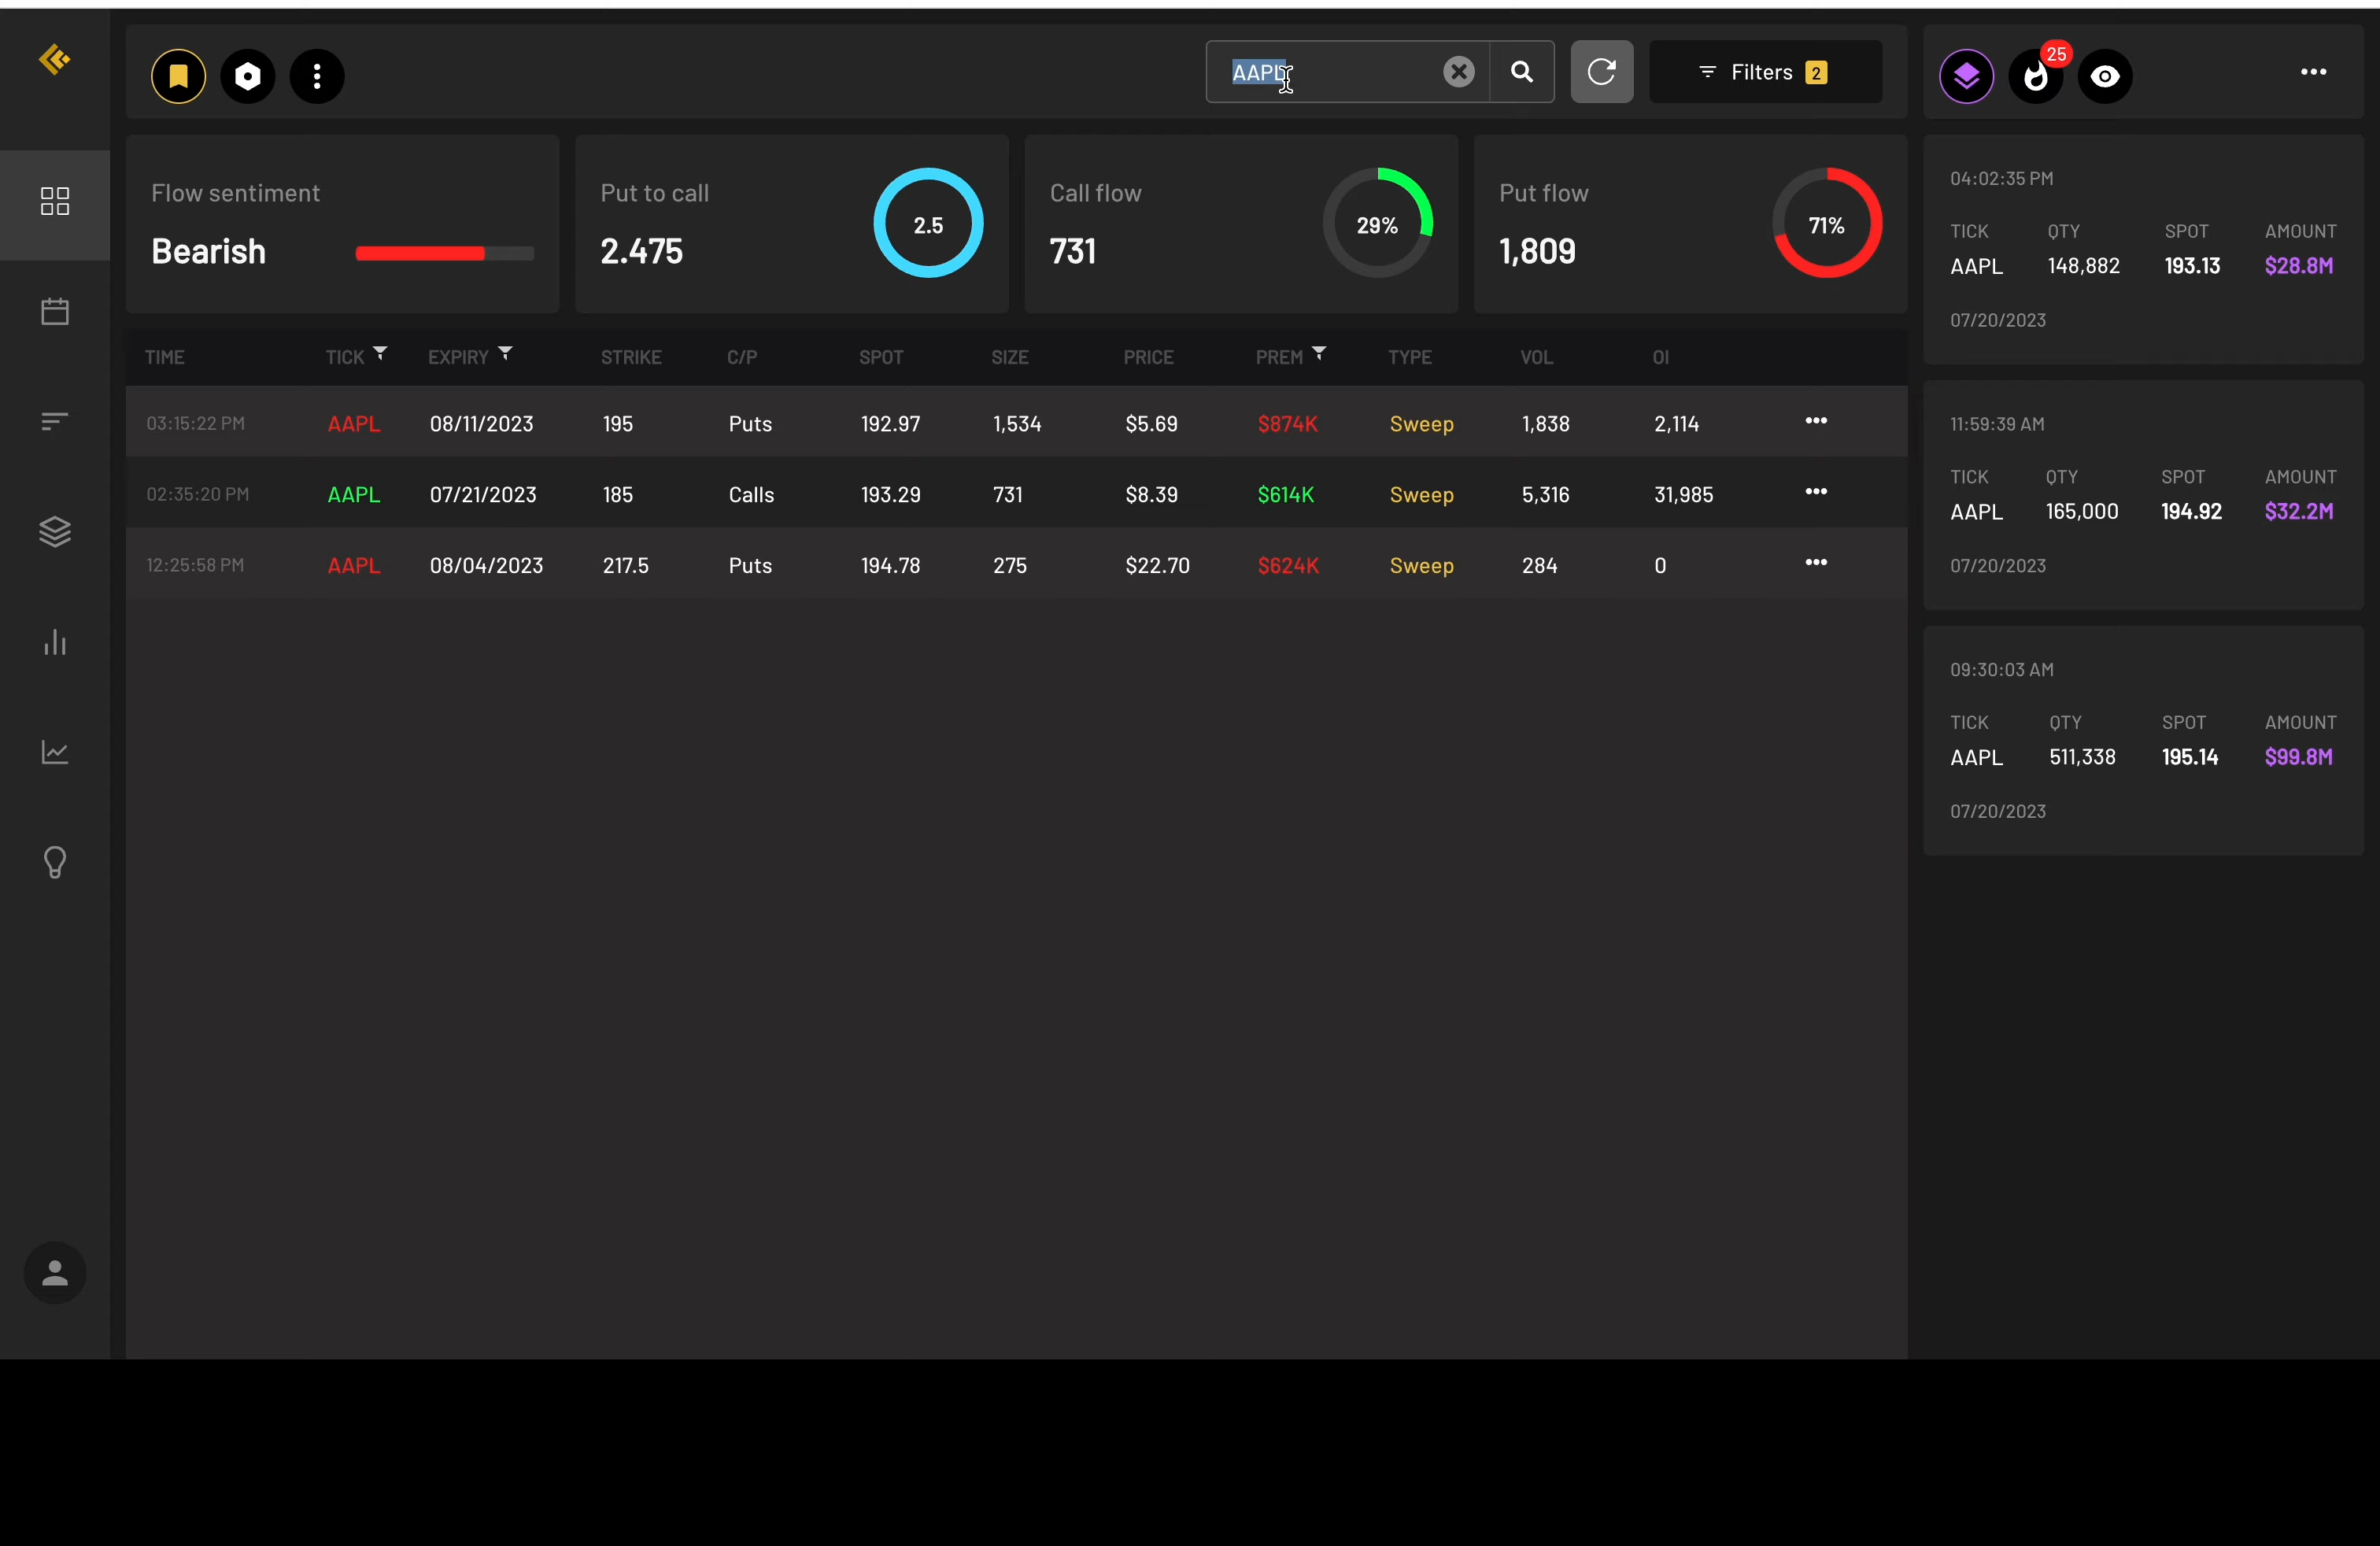 AAPL
Filters 2
25
Flow sentiment
Bearish
Put to call
2.475
2.5
Call flow
731
29%
Put flow
1,809
71%
TIME TICK EXPIRY STRIKE C/P SPOT SIZE PRICE PREM TYPE VOL OI
03:15:22 PM AAPL 08/11/2023 195 Puts 192.97 1,534 $5.69 $874K Sweep 1,838 2,114
02:35:20 PM AAPL 07/21/2023 185 Calls 193.29 731 $8.39 $614K Sweep 5,316 31,985
12:25:58 PM AAPL 08/04/2023 217.5 Puts 194.78 275 $22.70 $624K Sweep 284 0
04:02:35 PM
TICK QTY SPOT AMOUNT
AAPL 148,882 193.13 $28.8M
07/20/2023
11:59:39 AM
TICK QTY SPOT AMOUNT
AAPL 165,000 194.92 $32.2M
07/20/2023
09:30:03 AM
TICK QTY SPOT AMOUNT
AAPL 511,338 195.14 $99.8M
07/20/2023